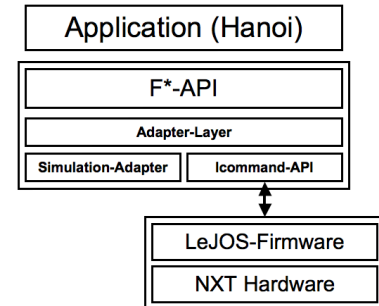 Application (Hanoi)
F*-API
Adapter-Layer
Simulation-Adapter Icommand-API
LeJOS-Firmware
NXT Hardware